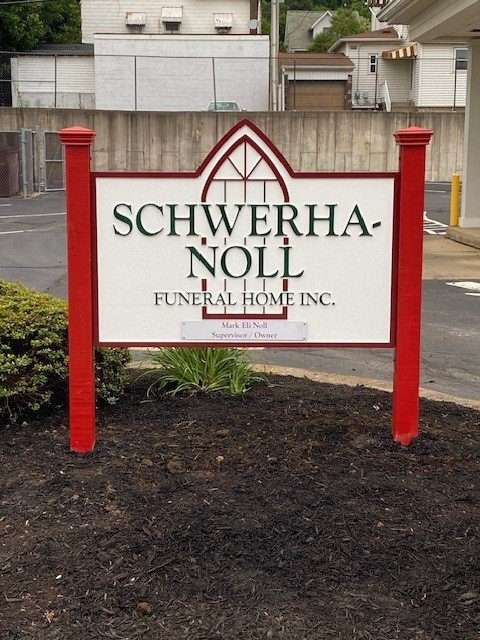 SCHWERHA-
NOLL
FUNERAL HOME INC.
Mark Eli Noll
Supervisor / Owner